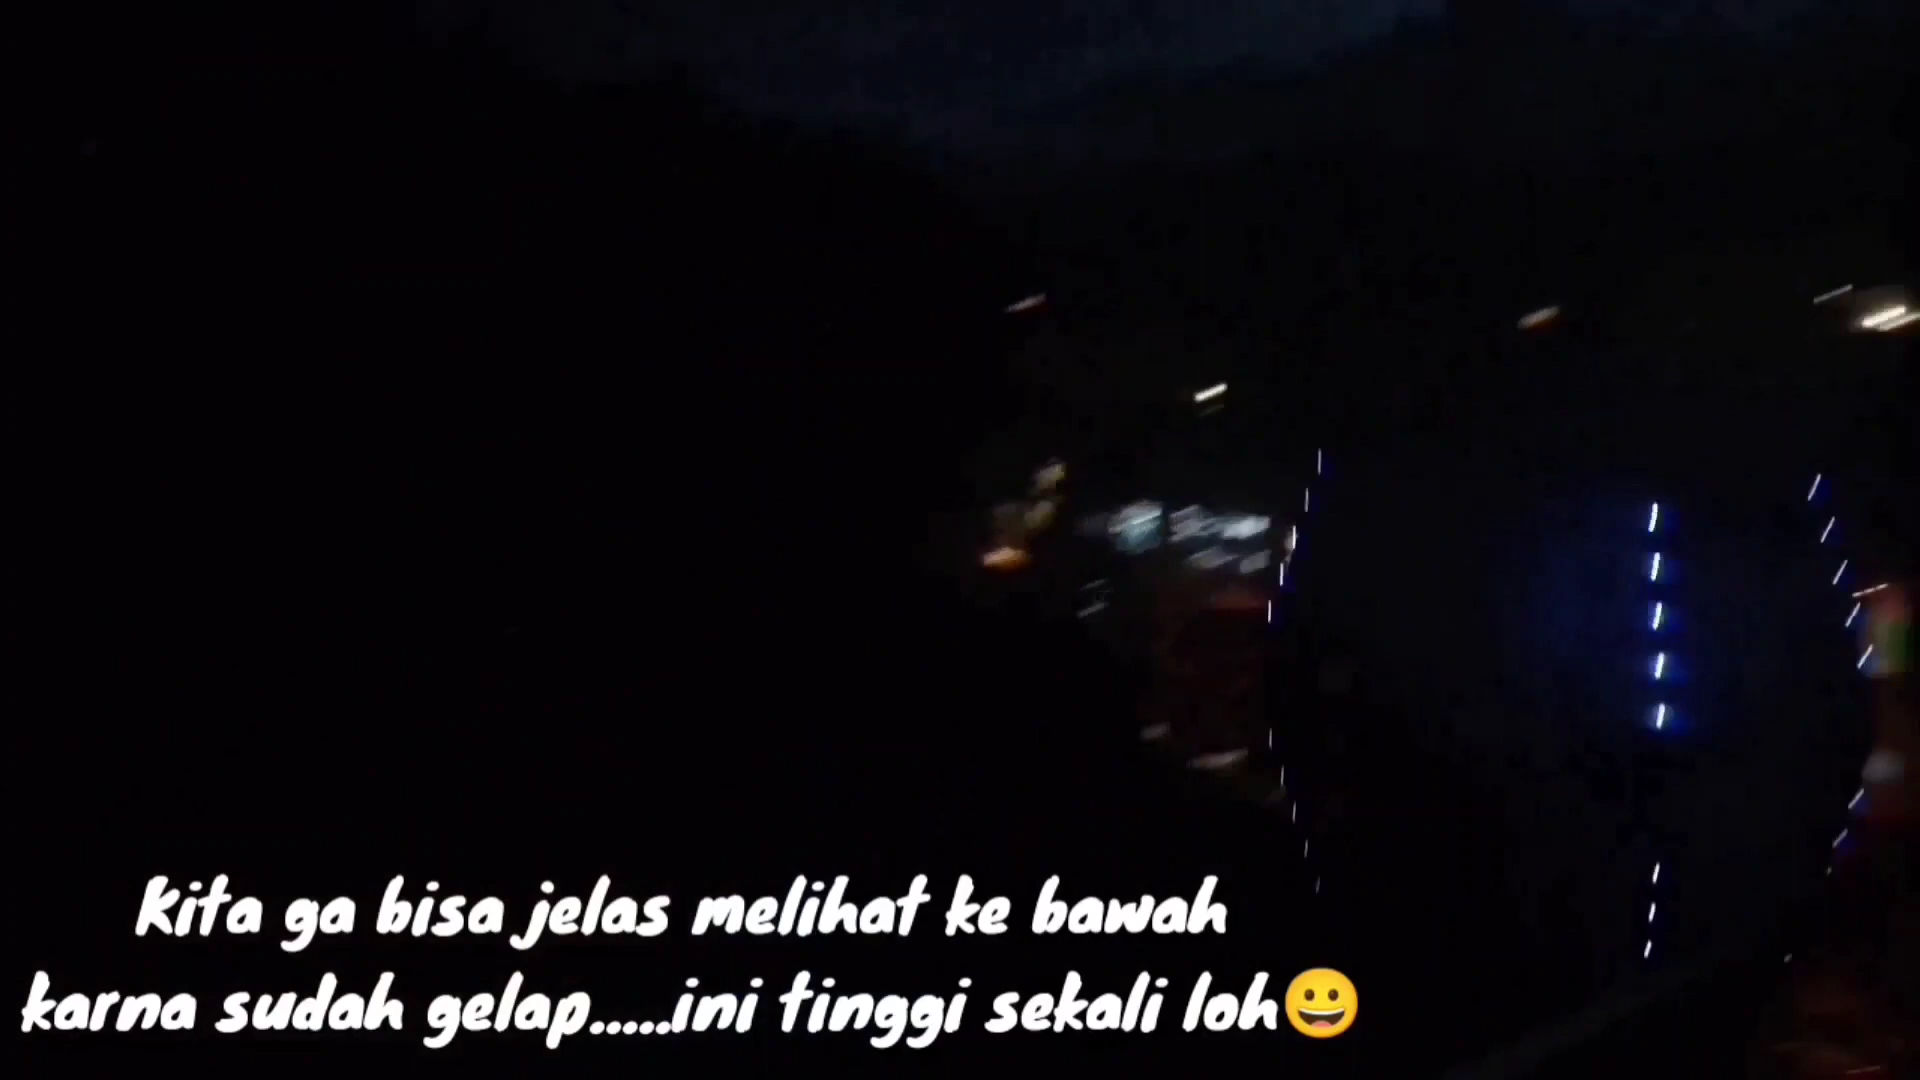 Kita ga bisa jelas melihat ke bawah
karna sudah gelap.....ini tinggi sekali loh😀